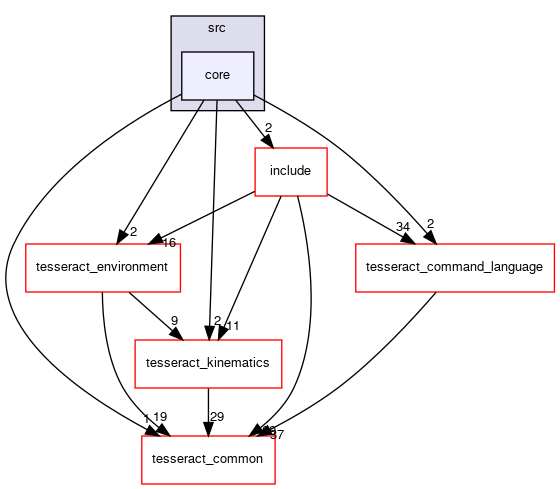 src
core
2
include
2
16
34
2
tesseract_environment
tesseract_command_language
9
2
11
tesseract_kinematics
1
19
29
37
tesseract_common